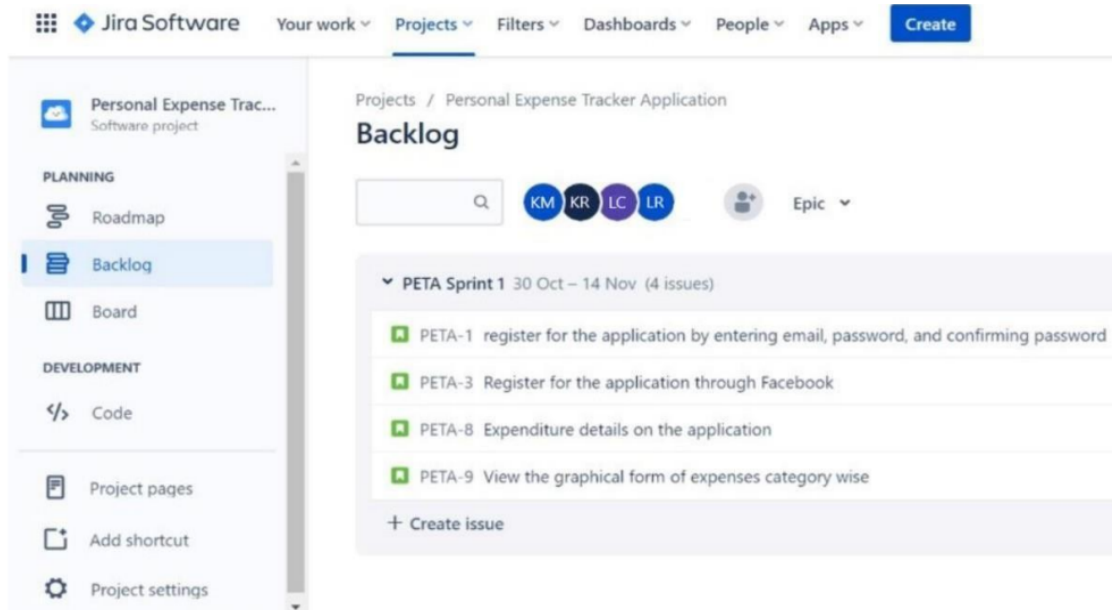 Jira Software Your work Projects Filters Dashboards People Apps Create
Personal Expense Trac...
Software project
PLANNING
Roadmap
Backlog
Board
DEVELOPMENT
Code
Project pages
Add shortcut
Project settings
Projects / Personal Expense Tracker Application
Backlog
KM KR LC LR Epic
PETA Sprint 1 30 Oct – 14 Nov (4 issues)
PETA-1 register for the application by entering email, password, and confirming password
PETA-3 Register for the application through Facebook
PETA-8 Expenditure details on the application
PETA-9 View the graphical form of expenses category wise
+ Create issue